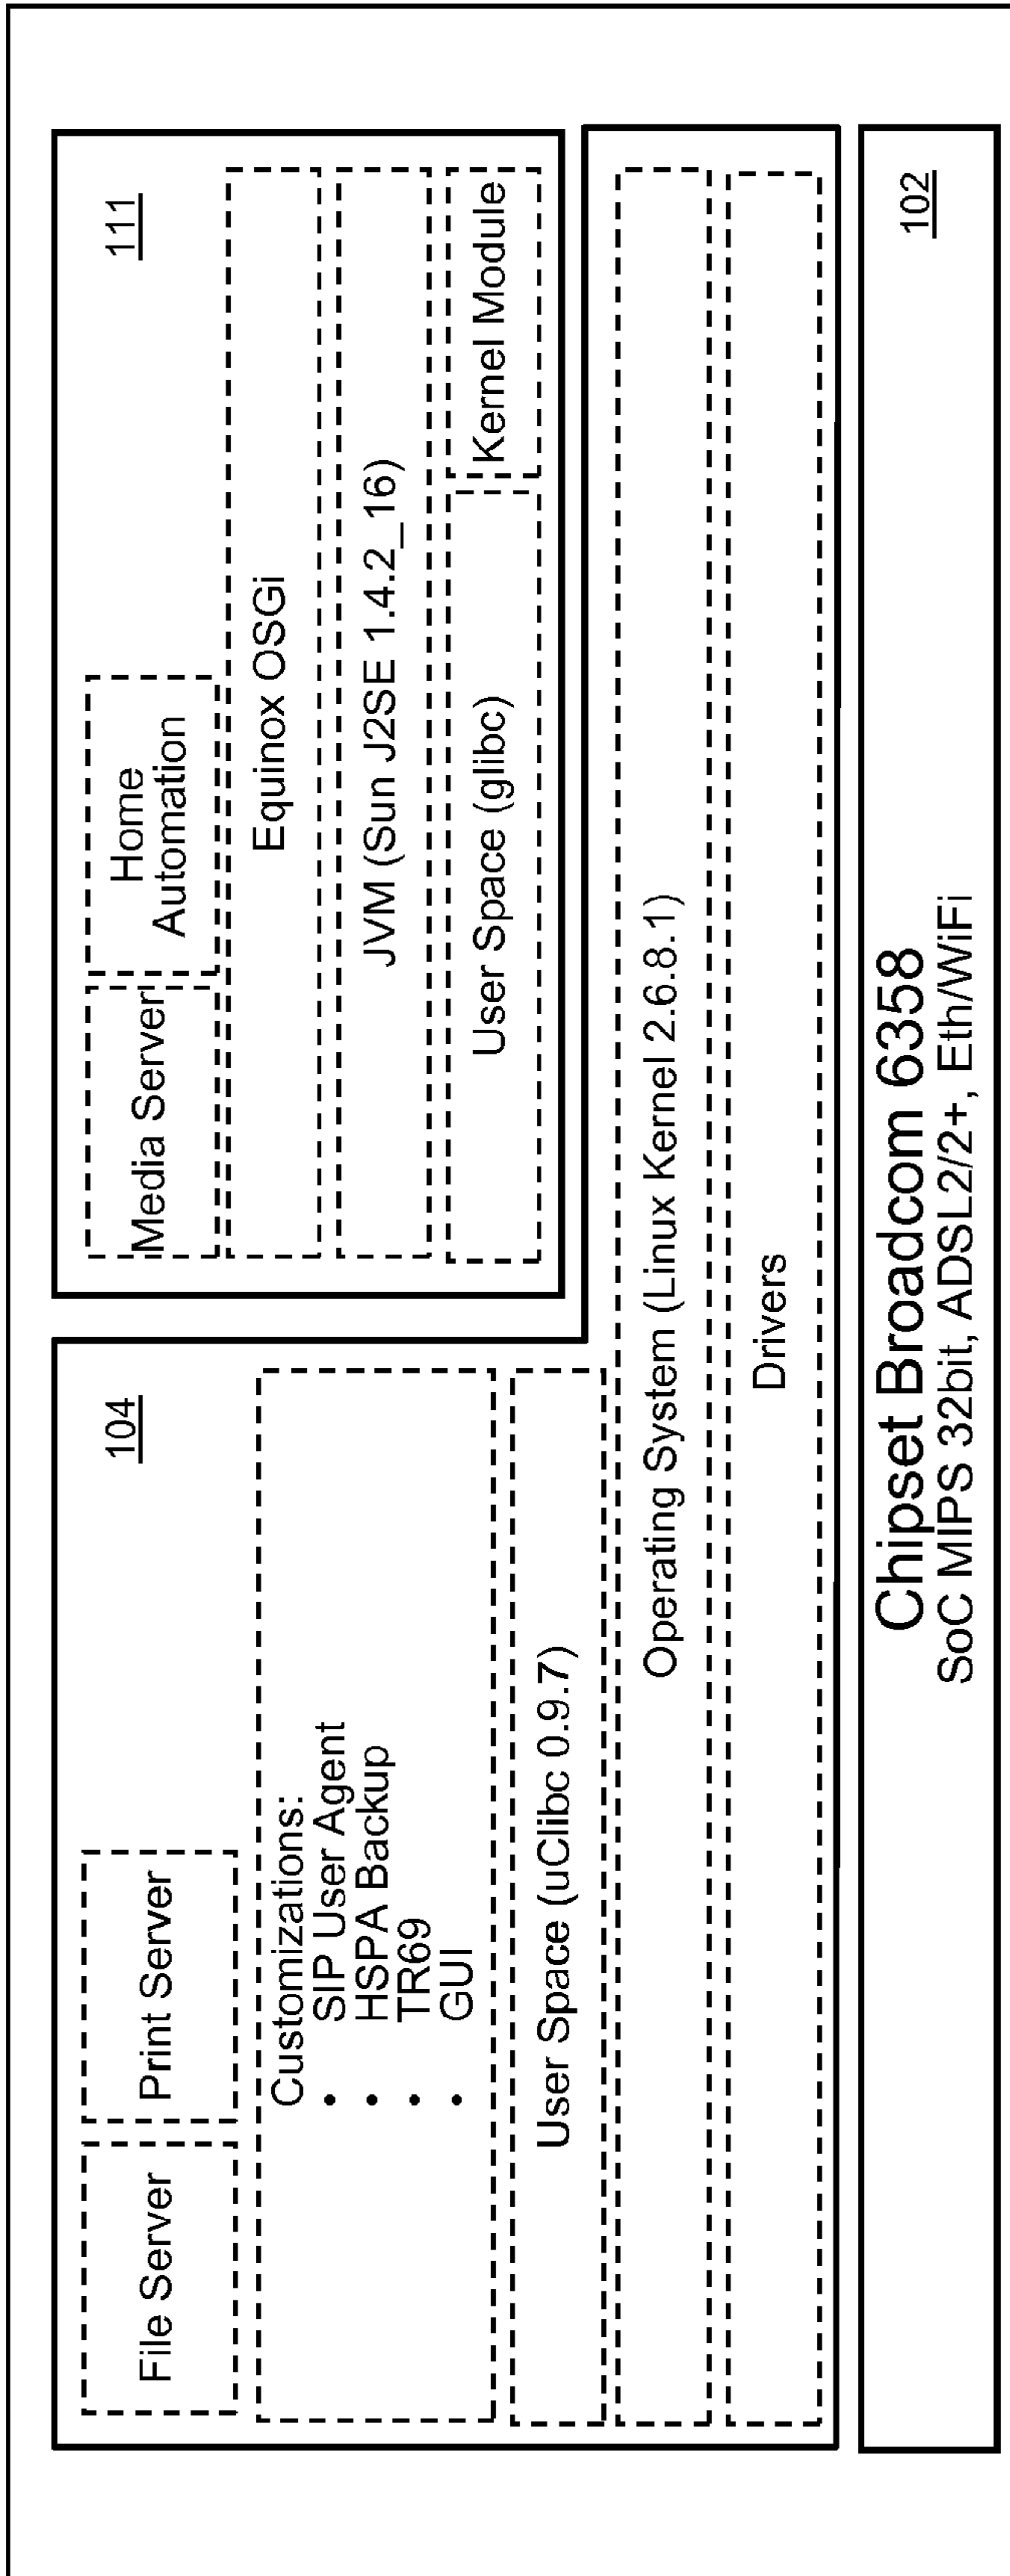 104
File Server
Print Server
Customizations:
• SIP User Agent
• HSPA Backup
• TR69
• GUI
User Space (uClibc 0.9.7)
111
Media Server
Home
Automation
Equinox OSGi
JVM (Sun J2SE 1.4.2_16)
User Space (glibc)
Kernel Module
Operating System (Linux Kernel 2.6.8.1)
Drivers
102
Chipset Broadcom 6358
SoC MIPS 32bit, ADSL2/2+, Eth/WiFi